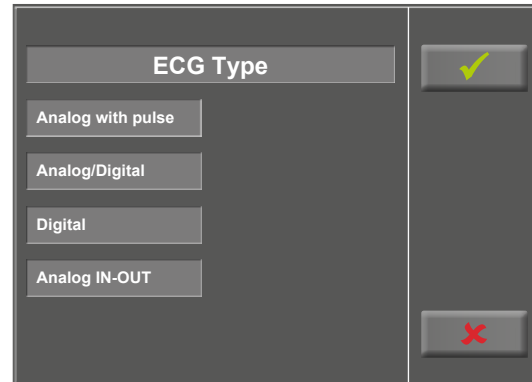 ECG Type
Analog with pulse
Analog/Digital
Digital
Analog IN-OUT